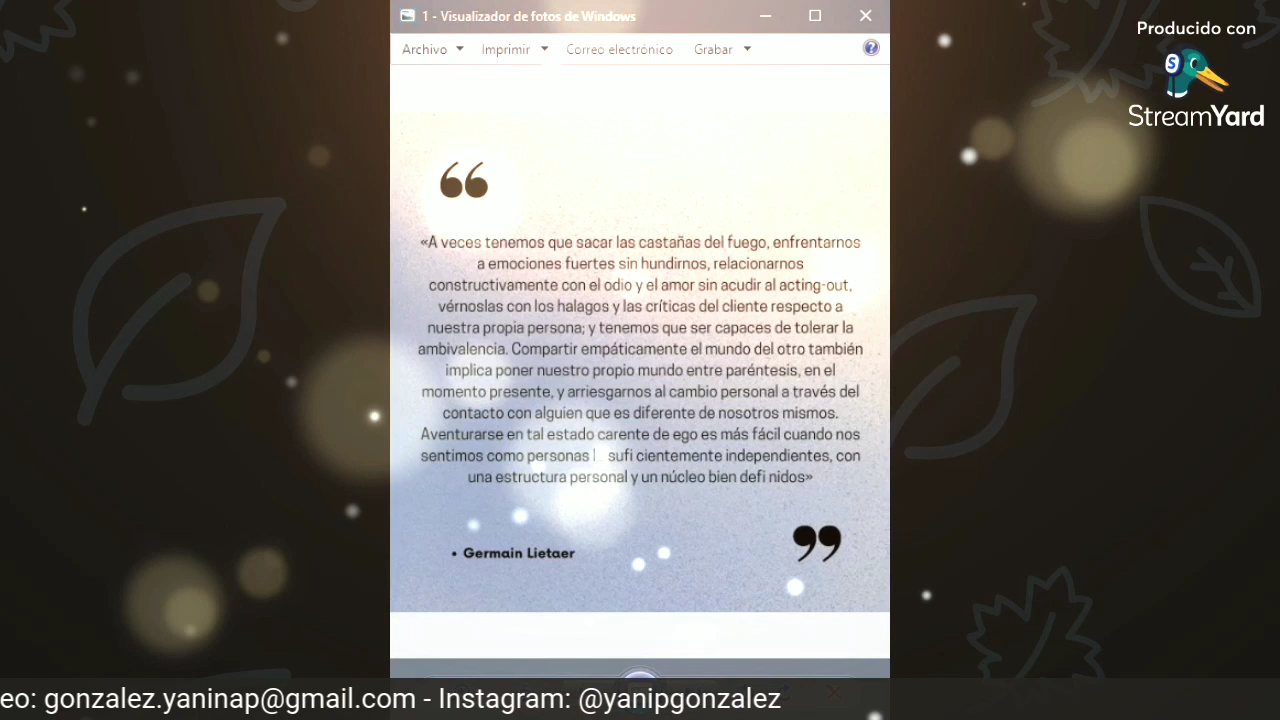 1 - Visualizador de fotos de Windows
Archivo Imprimir Correo electrónico Grabar
Producido con
StreamYard
«A veces tenemos que sacar las castañas del fuego, enfrentarnos
a emociones fuertes sin hundirnos, relacionarnos
constructivamente con el odio y el amor sin acudir al acting-out,
vérnoslas con los halagos y las críticas del cliente respecto a
nuestra propia persona; y tenemos que ser capaces de tolerar la
ambivalencia. Compartir empáticamente el mundo del otro también
implica poner nuestro propio mundo entre paréntesis, en el
momento presente, y arriesgarnos al cambio personal a través del
contacto con alguien que es diferente de nosotros mismos.
Aventurarse en tal estado carente de ego es más fácil cuando nos
sentimos como personas l sufi cientemente independientes, con
una estructura personal y un núcleo bien defi nidos»
• Germain Lietaer
eo: gonzalez.yaninap@gmail.com - Instagram: @yanipgonzalez